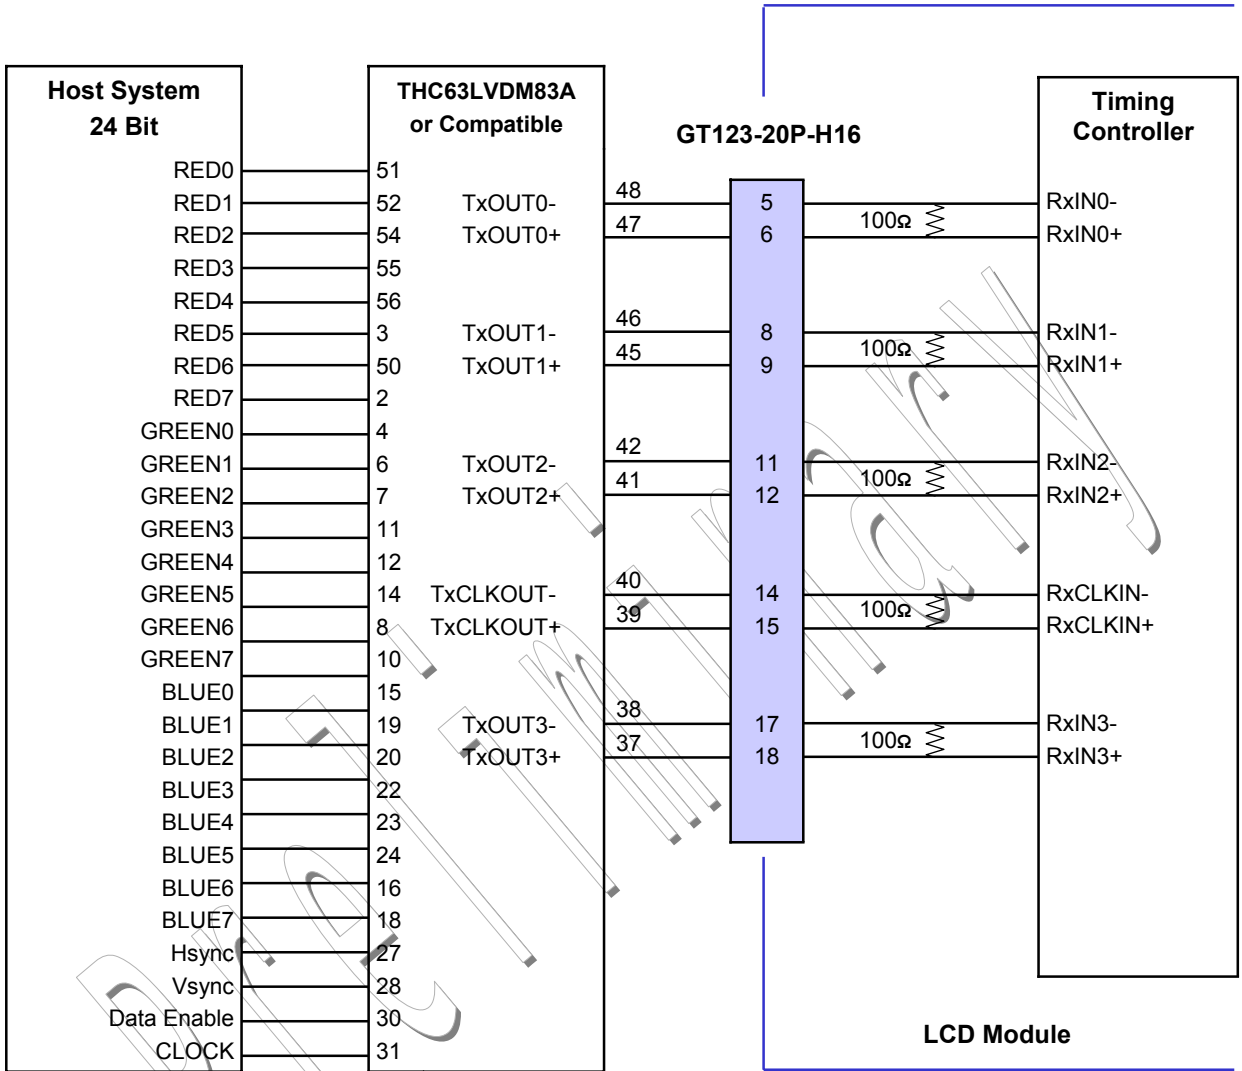 Host System
24 Bit
THC63LVDM83A
or Compatible
GT123-20P-H16
Timing
Controller
RED0 51
RED1 52 TxOUT0- 48 5 RxIN0-
100Ω
RED2 54 TxOUT0+ 47 6 RxIN0+
RED3 55
RED4 56
RED5 3 TxOUT1- 46 8 RxIN1-
100Ω
RED6 50 TxOUT1+ 45 9 RxIN1+
RED7 2
GREEN0 4
GREEN1 6 TxOUT2- 42 11 RxIN2-
100Ω
GREEN2 7 TxOUT2+ 41 12 RxIN2+
GREEN3 11
GREEN4 12
GREEN5 14 TxCLKOUT- 40 14 RxCLKIN-
100Ω
GREEN6 8 TxCLKOUT+ 39 15 RxCLKIN+
GREEN7 10
BLUE0 15
BLUE1 19 TxOUT3- 38 17 RxIN3-
100Ω
BLUE2 20 TxOUT3+ 37 18 RxIN3+
BLUE3 22
BLUE4 23
BLUE5 24
BLUE6 16
BLUE7 18
Hsync 27
Vsync 28
Data Enable 30
CLOCK 31
LCD Module
Preliminary